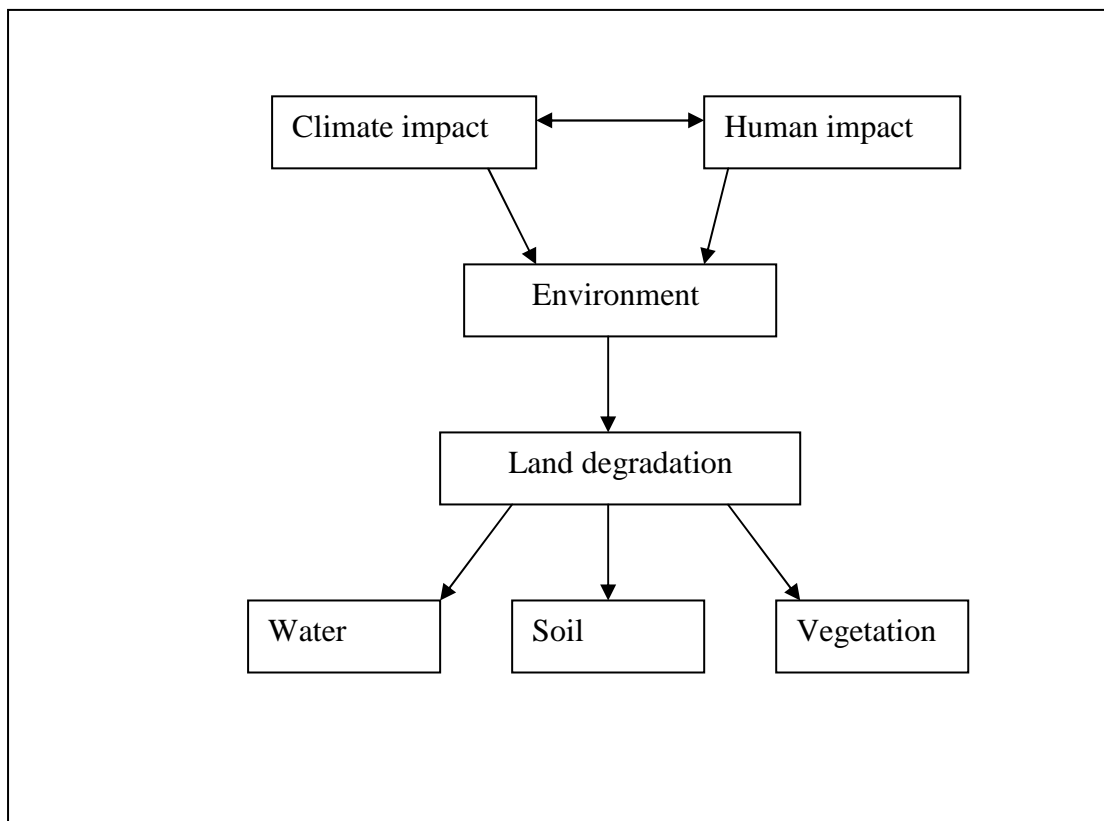 Climate impact
Human impact
Environment
Land degradation
Water
Soil
Vegetation